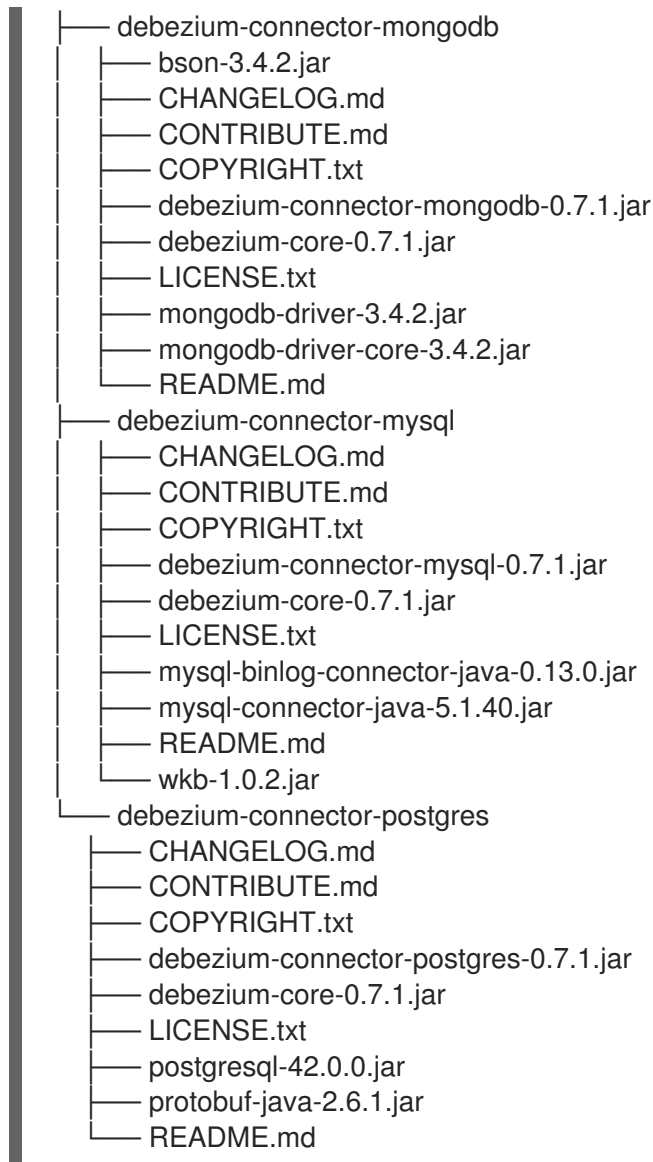 ├── debezium-connector-mongodb
│   ├── bson-3.4.2.jar
│   ├── CHANGELOG.md
│   ├── CONTRIBUTE.md
│   ├── COPYRIGHT.txt
│   ├── debezium-connector-mongodb-0.7.1.jar
│   ├── debezium-core-0.7.1.jar
│   ├── LICENSE.txt
│   ├── mongodb-driver-3.4.2.jar
│   ├── mongodb-driver-core-3.4.2.jar
│   └── README.md
├── debezium-connector-mysql
│   ├── CHANGELOG.md
│   ├── CONTRIBUTE.md
│   ├── COPYRIGHT.txt
│   ├── debezium-connector-mysql-0.7.1.jar
│   ├── debezium-core-0.7.1.jar
│   ├── LICENSE.txt
│   ├── mysql-binlog-connector-java-0.13.0.jar
│   ├── mysql-connector-java-5.1.40.jar
│   ├── README.md
│   └── wkb-1.0.2.jar
└── debezium-connector-postgres
    ├── CHANGELOG.md
    ├── CONTRIBUTE.md
    ├── COPYRIGHT.txt
    ├── debezium-connector-postgres-0.7.1.jar
    ├── debezium-core-0.7.1.jar
    ├── LICENSE.txt
    ├── postgresql-42.0.0.jar
    ├── protobuf-java-2.6.1.jar
    └── README.md